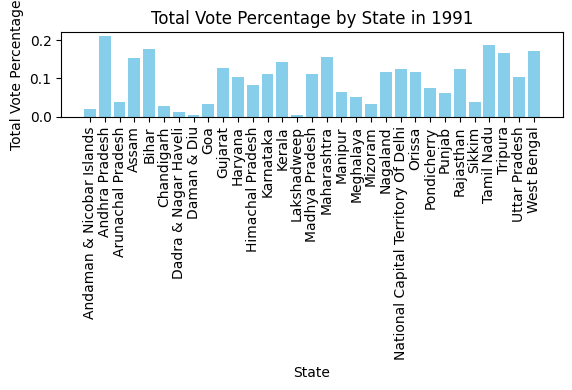 Total Vote Percentage by State in 1991
Total Vote Percentage
0.2
0.1
0.0
Andaman & Nicobar Islands
Andhra Pradesh
Arunachal Pradesh
Assam
Bihar
Chandigarh
Dadra & Nagar Haveli
Daman & Diu
Goa
Gujarat
Haryana
Himachal Pradesh
Karnataka
Kerala
Lakshadweep
Madhya Pradesh
Maharashtra
Manipur
Meghalaya
Mizoram
Nagaland
National Capital Territory Of Delhi
Orissa
Pondicherry
Punjab
Rajasthan
Sikkim
Tamil Nadu
Tripura
Uttar Pradesh
West Bengal
State